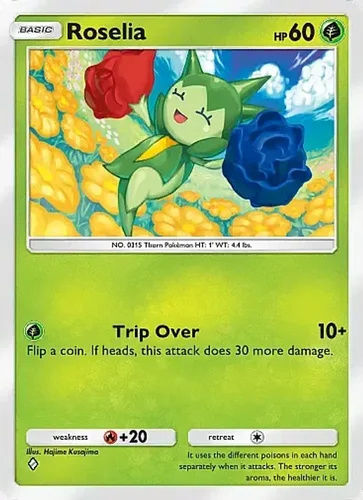 BASIC Roselia HP60
NO. 0315 Thorn Pokémon HT: 1' WT: 4.4 lbs.
Trip Over 10+
Flip a coin. If heads, this attack does 30 more damage.
weakness +20 retreat
Illus. Hajime Kusajima
It uses the different poisons in each hand
separately when it attacks. The stronger its
aroma, the healthier it is.